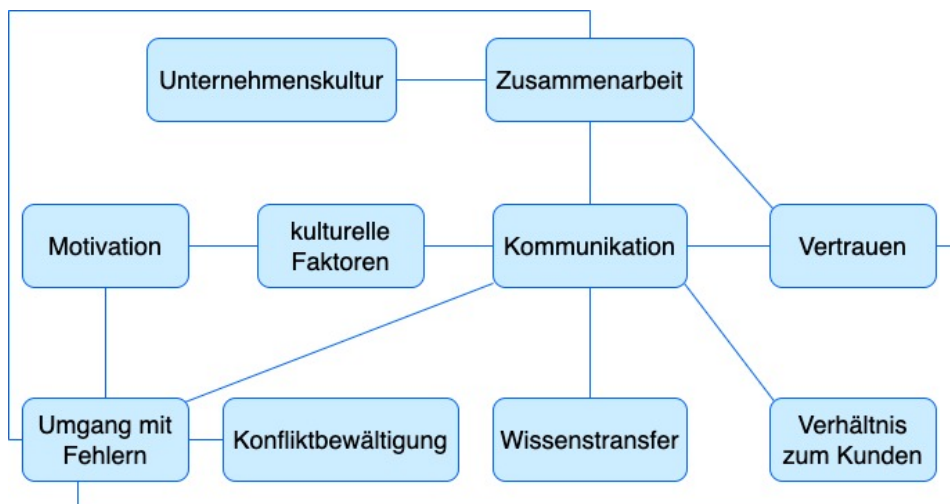 Unternehmenskultur
Zusammenarbeit
Motivation
kulturelle
Faktoren
Kommunikation
Vertrauen
Umgang mit
Fehlern
Konfliktbewältigung
Wissenstransfer
Verhältnis
zum Kunden